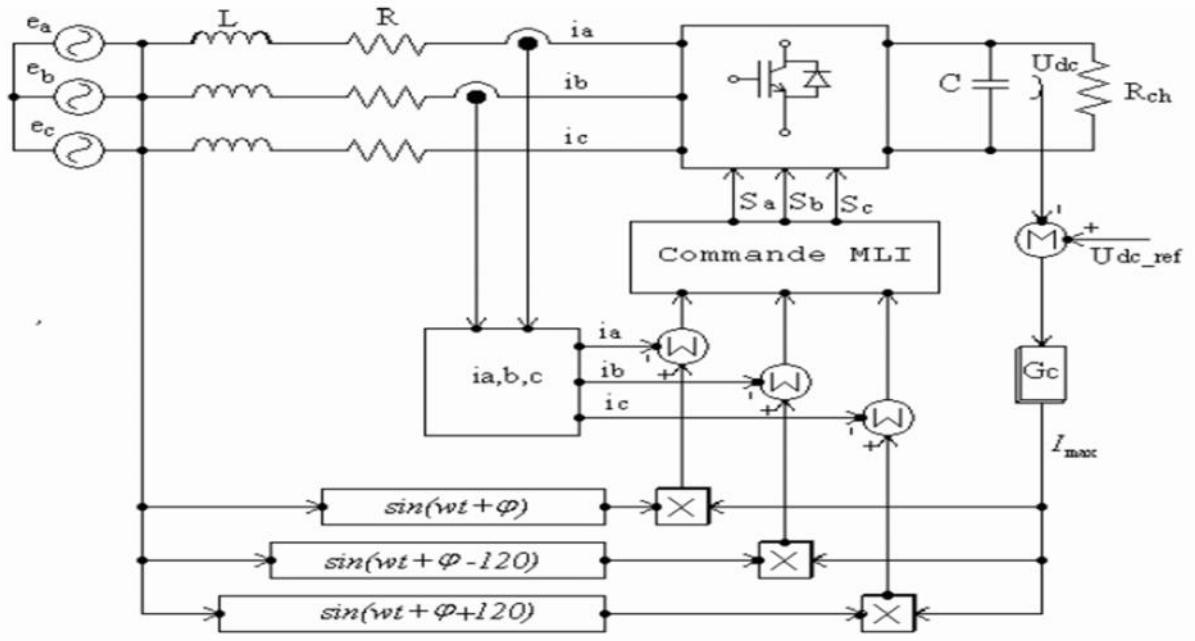 ea L R ia
eb ib C Udc Rch
ec ic
Sa Sb Sc
Commande MLI + Udc_ref
ia
ia,b,c ib Gc
ic
+
+
+ Imax
sin(wt+φ)
sin(wt+φ-120)
sin(wt+φ+120)